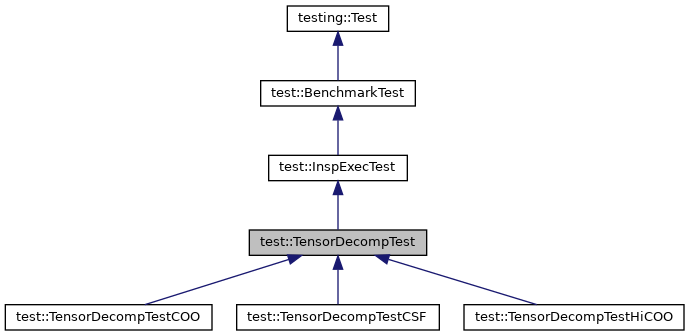 testing::Test
test::BenchmarkTest
test::InspExecTest
test::TensorDecompTest
test::TensorDecompTestCOO
test::TensorDecompTestCSF
test::TensorDecompTestHiCOO